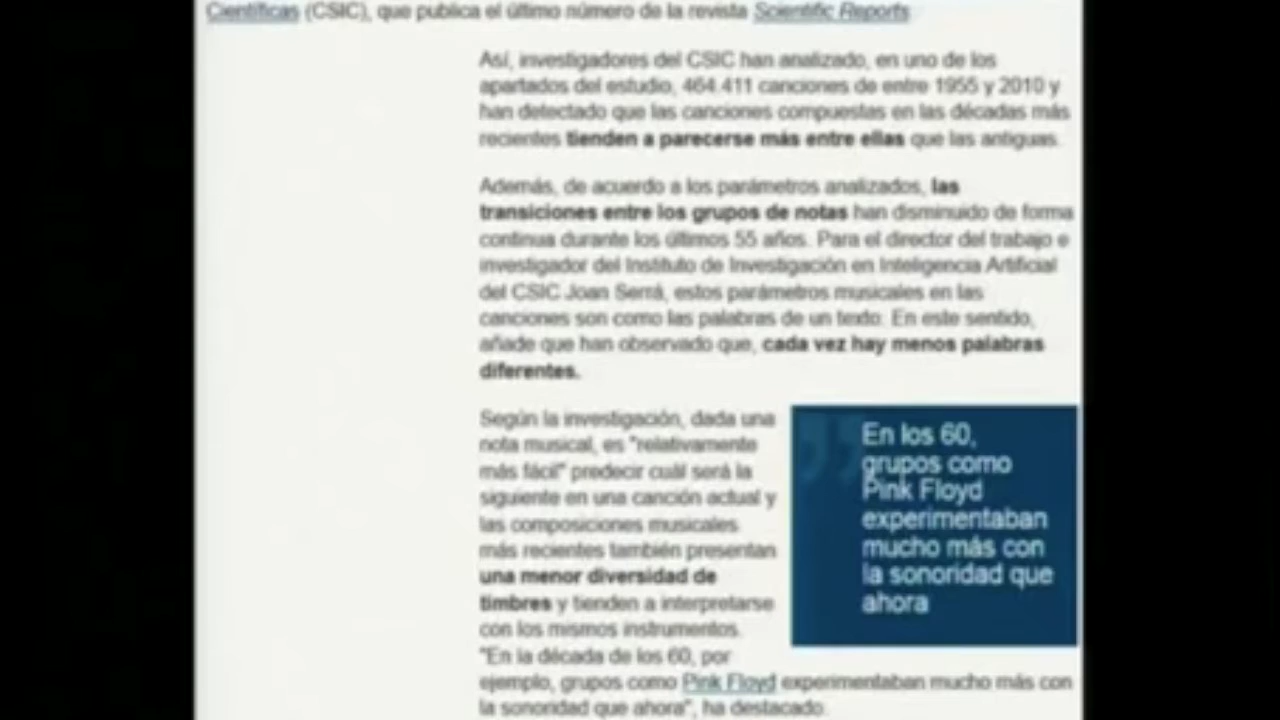 Científicas (CSIC), que publica el último número de la revista Scientific Reports
Así, investigadores del CSIC han analizado, en uno de los
apartados del estudio, 464.411 canciones de entre 1955 y 2010 y
han detectado que las canciones compuestas en las décadas más
recientes tienden a parecerse más entre ellas que las antiguas.
Además, de acuerdo a los parámetros analizados, las
transiciones entre los grupos de notas han disminuido de forma
continua durante los últimos 55 años. Para el director del trabajo e
investigador del Instituto de Investigación en Inteligencia Artificial
del CSIC Joan Serrá, estos parámetros musicales en las
canciones son como las palabras de un texto. En este sentido,
añade que han observado que, cada vez hay menos palabras
diferentes.
Según la investigación, dada una
nota musical, es "relativamente
más fácil" predecir cuál será la
siguiente en una canción actual y
las composiciones musicales
más recientes también presentan
una menor diversidad de
timbres y tienden a interpretarse
con los mismos instrumentos.
"En la década de los 60, por
ejemplo, grupos como Pink Floyd experimentaban mucho más con
la sonoridad que ahora", ha destacado.
En los 60,
grupos como
Pink Floyd
experimentaban
mucho más con
la sonoridad que
ahora